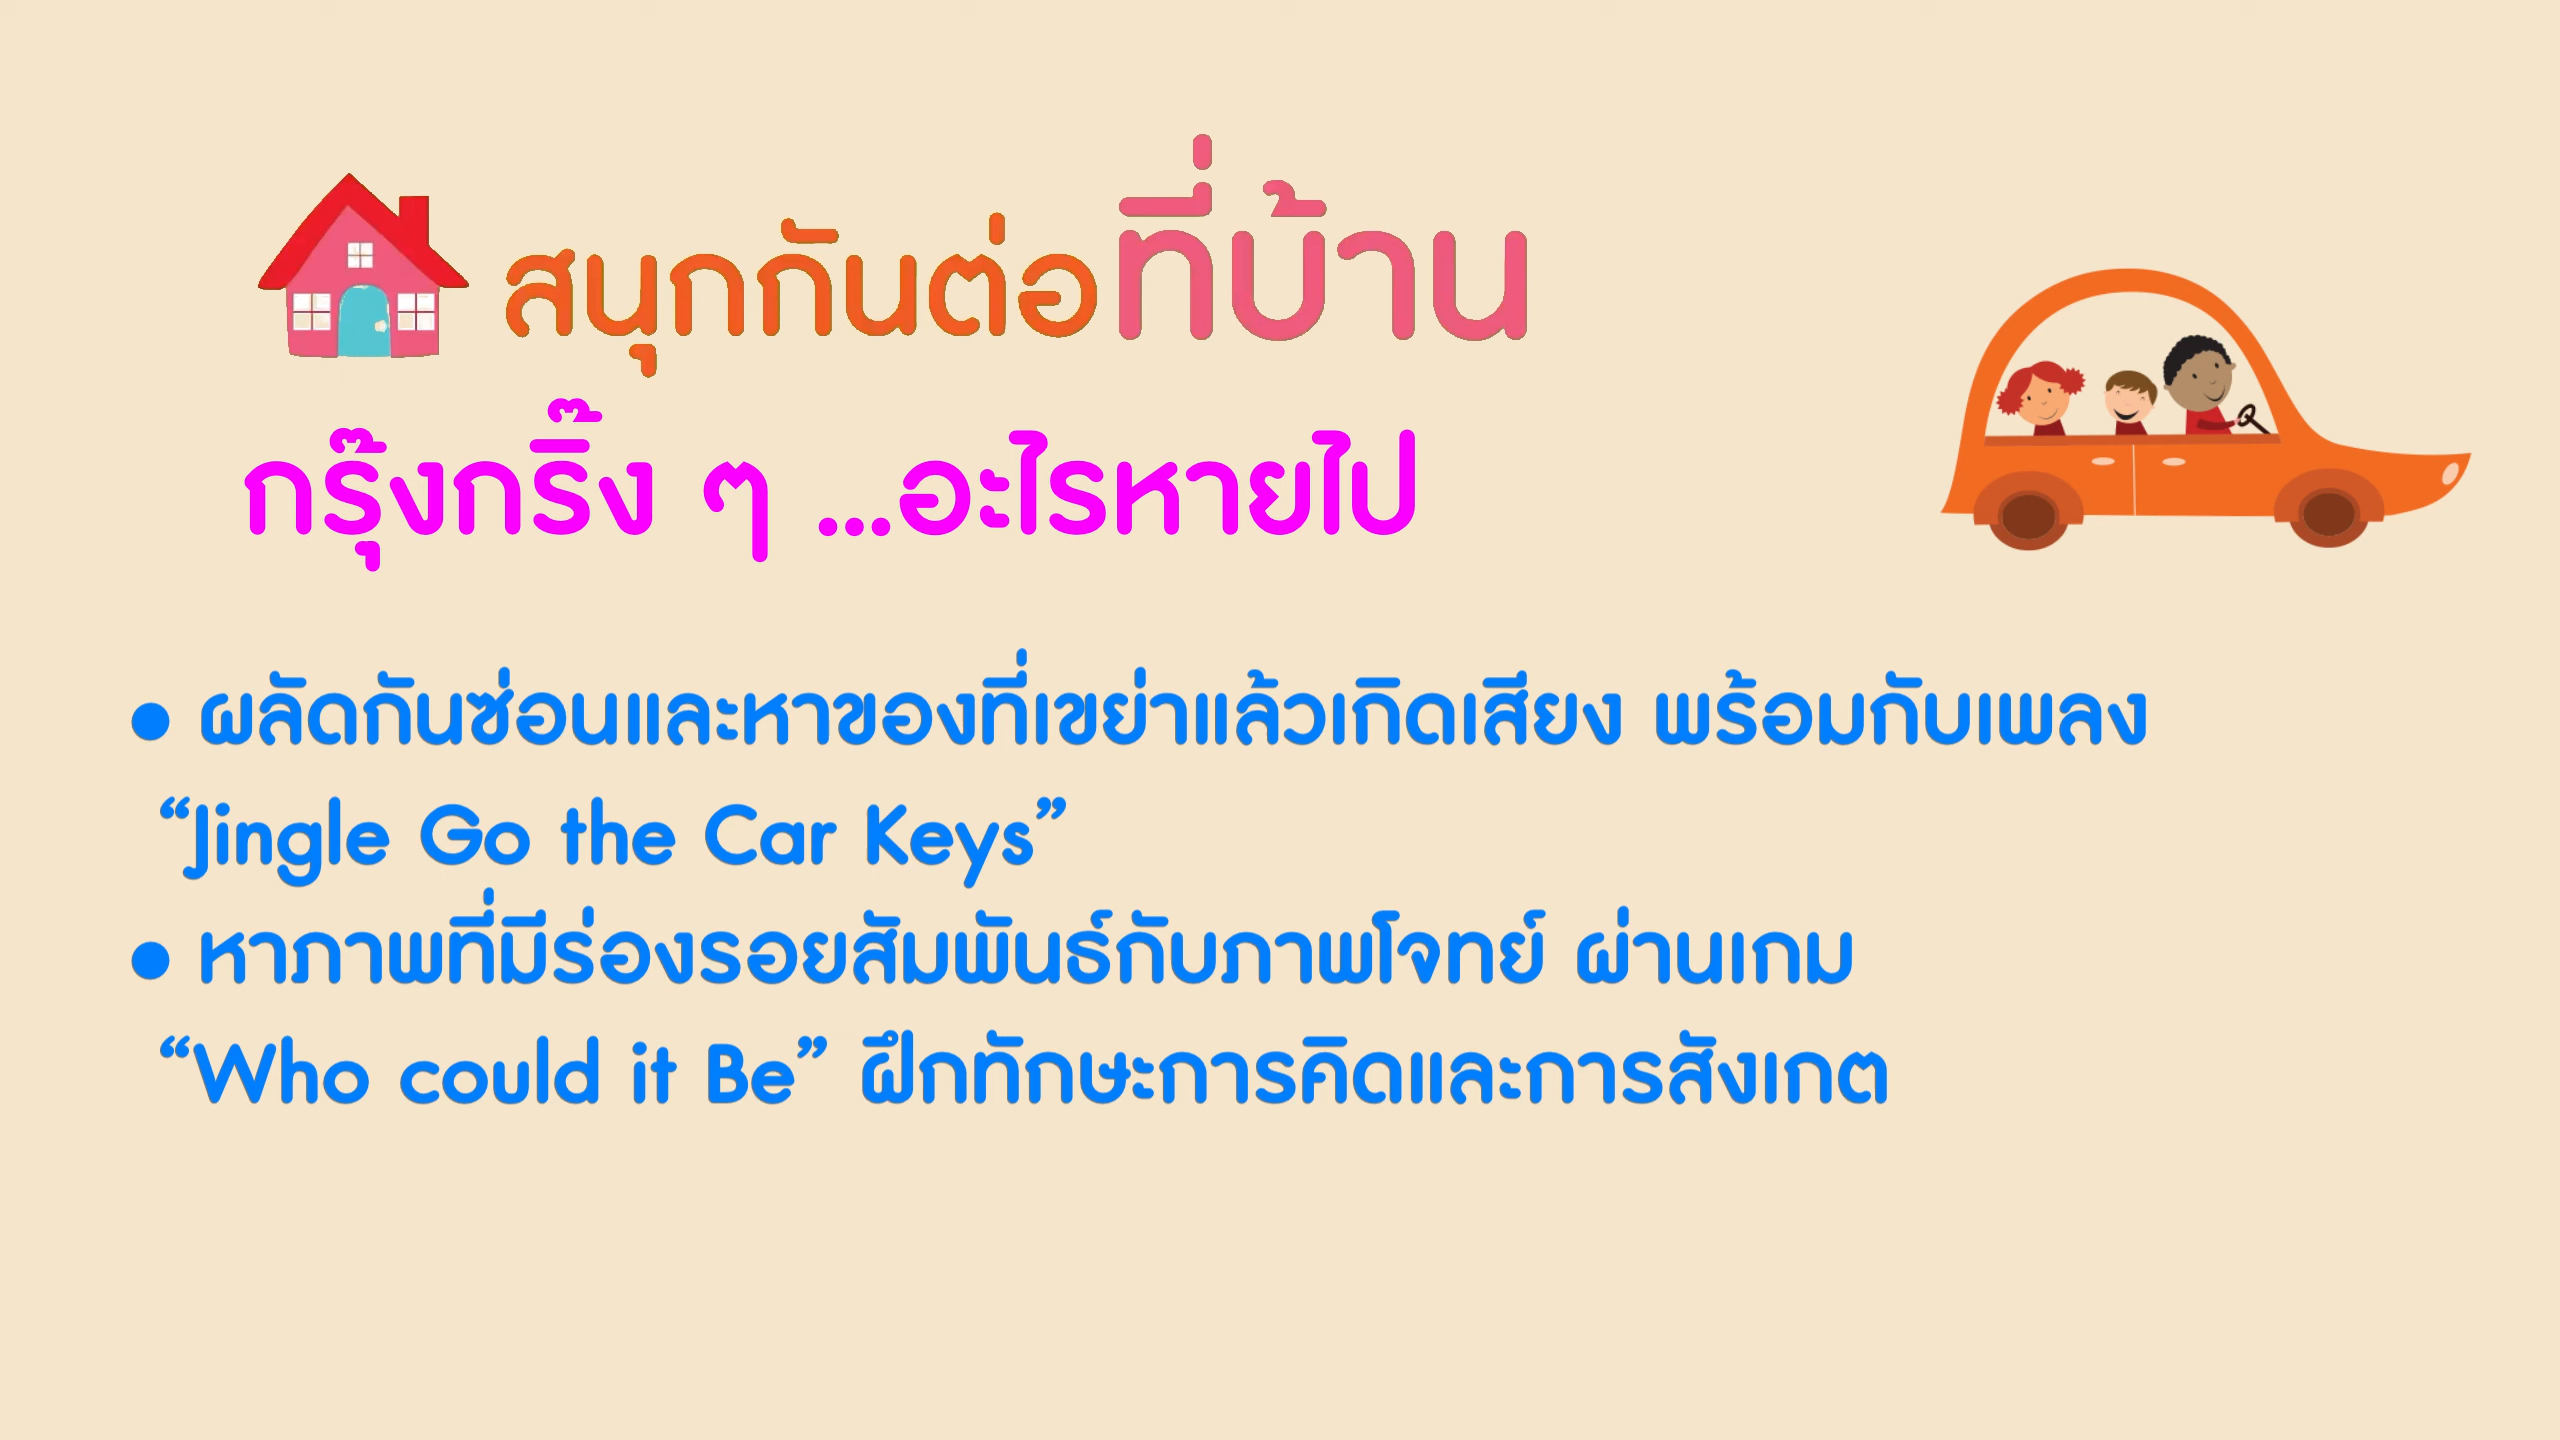 สนุกกันต่อที่บ้าน
กรุ๊งกริ๊ง ๆ ...อะไรหายไป
• ผลัดกันซ่อนและหาของที่เขย่าแล้วเกิดเสียง พร้อมกับเพลง
“Jingle Go the Car Keys”
• หาภาพที่มีร่องรอยสัมพันธ์กับภาพโจทย์ ผ่านเกม
“Who could it Be” ฝึกทักษะการคิดและการสังเกต